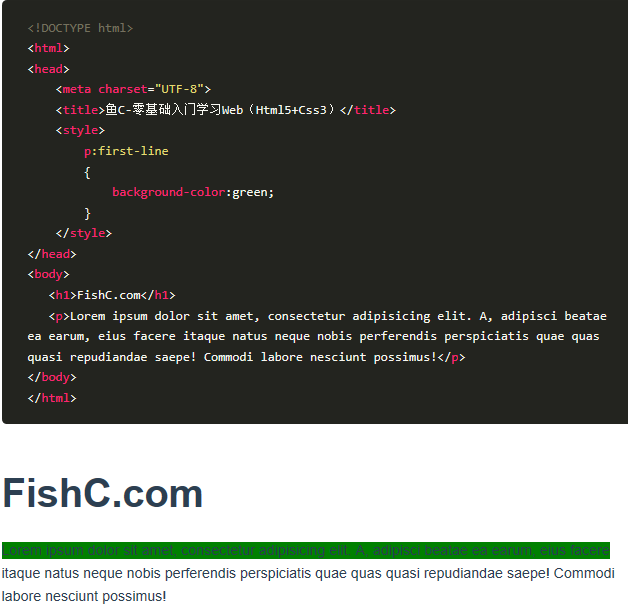 <!DOCTYPE html>
<html>
<head>
    <meta charset="UTF-8">
    <title>鱼C-零基础入门学习Web（Html5+Css3）</title>
    <style>
        p:first-line
        {
            background-color:green;
        }
    </style>
</head>
<body>
   <h1>FishC.com</h1>
   <p>Lorem ipsum dolor sit amet, consectetur adipisicing elit. A, adipisci beatae
ea earum, eius facere itaque natus neque nobis perferendis perspiciatis quae quas
quasi repudiandae saepe! Commodi labore nesciunt possimus!</p>
</body>
</html>
FishC.com
Lorem ipsum dolor sit amet, consectetur adipisicing elit. A, adipisci beatae ea earum, eius facere
itaque natus neque nobis perferendis perspiciatis quae quas quasi repudiandae saepe! Commodi
labore nesciunt possimus!